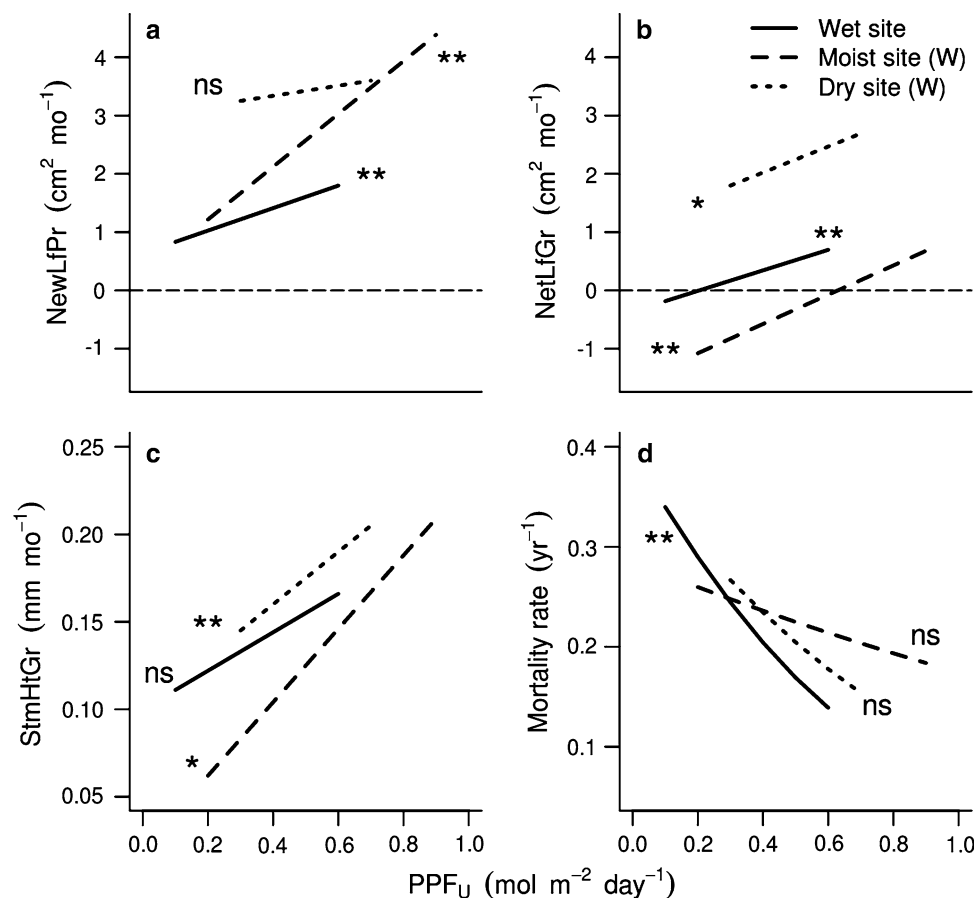 a
b
Wet site
Moist site (W)
Dry site (W)
NewLfPr (cm² mo⁻¹)
4
3
2
1
0
-1
ns
**
**
NetLfGr (cm² mo⁻¹)
4
3
2
1
0
-1
*
**
**
c
StmHtGr (mm mo⁻¹)
0.25
0.20
0.15
0.10
0.05
**
ns
*
0.0 0.2 0.4 0.6 0.8 1.0
d
Mortality rate (yr⁻¹)
0.4
0.3
0.2
0.1
**
ns
ns
0.0 0.2 0.4 0.6 0.8 1.0
PPF_U (mol m⁻² day⁻¹)